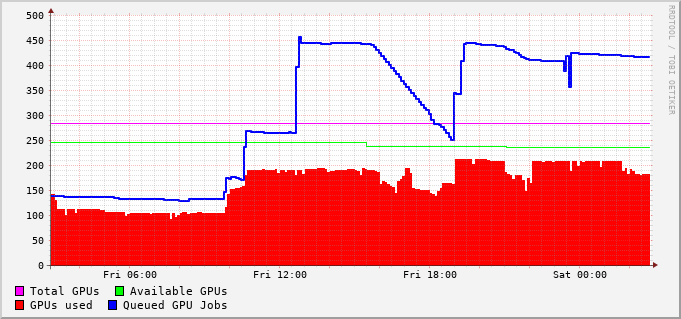 500
450
400
350
300
250
200
150
100
50
0
Fri 06:00 Fri 12:00 Fri 18:00 Sat 00:00
Total GPUs Available GPUs
GPUs used Queued GPU Jobs
RRDTOOL / TOBI OETIKER